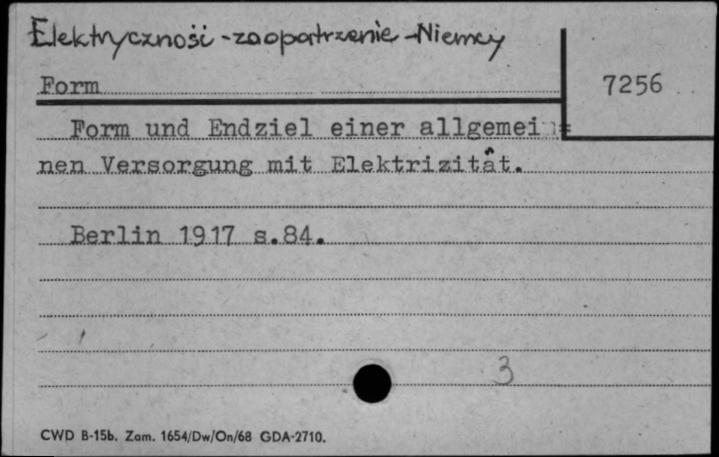 Elektryczność - zaopatrzenie - Niemcy
Form
7256
Form und Endziel einer allgemei=
nen Versorgung mit Elektrizität.
Berlin 1917 s.84.
3
CWD B-15b. Zam. 1654/Dw/On/68 GDA-2710.